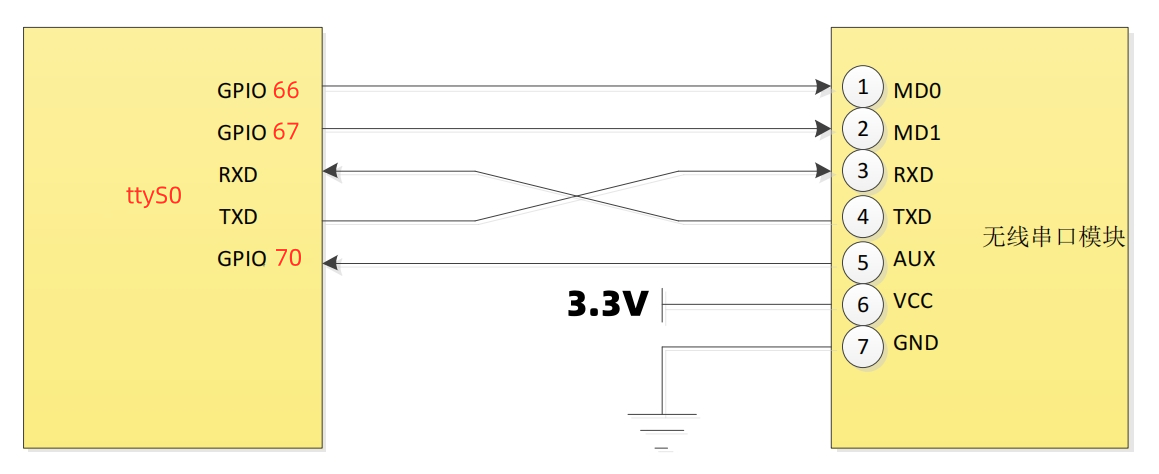 GPIO 66
GPIO 67
RXD
ttyS0
TXD
GPIO 70
3.3V
1 MD0
2 MD1
3 RXD
4 TXD
无线串口模块
5 AUX
6 VCC
7 GND